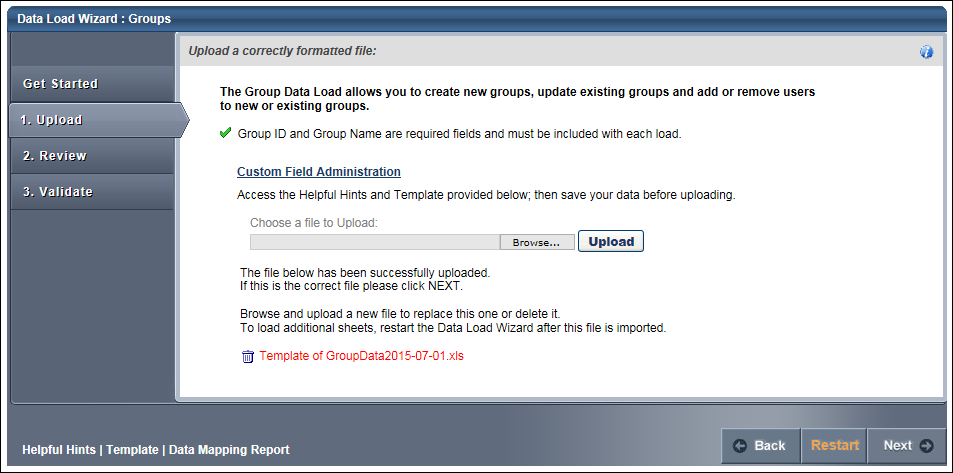 Data Load Wizard : Groups
Upload a correctly formatted file:
Get Started
1. Upload
2. Review
3. Validate
The Group Data Load allows you to create new groups, update existing groups and add or remove users
to new or existing groups.
Group ID and Group Name are required fields and must be included with each load.
Custom Field Administration
Access the Helpful Hints and Template provided below; then save your data before uploading.
Choose a file to Upload:
Browse... Upload
The file below has been successfully uploaded.
If this is the correct file please click NEXT.
Browse and upload a new file to replace this one or delete it.
To load additional sheets, restart the Data Load Wizard after this file is imported.
Template of GroupData2015-07-01.xls
Helpful Hints | Template | Data Mapping Report
Back Restart Next